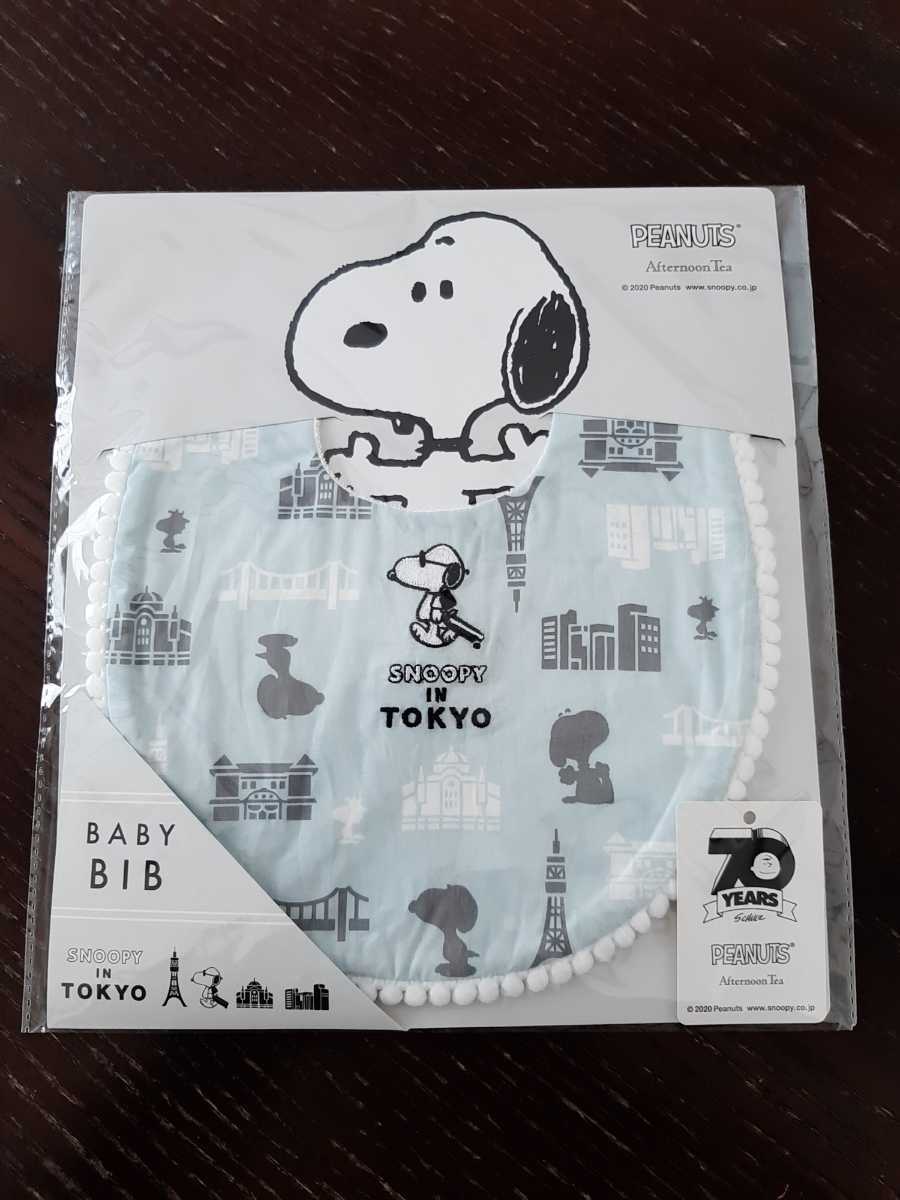 PEANUTS®
Afternoon Tea
© 2020 Peanuts www.snoopy.co.jp
SNOOPY
IN
TOKYO
BABY
BIB
SNOOPY
IN
TOKYO
70
YEARS
SCHULZ
PEANUTS®
Afternoon Tea
© 2020 Peanuts www.snoopy.co.jp